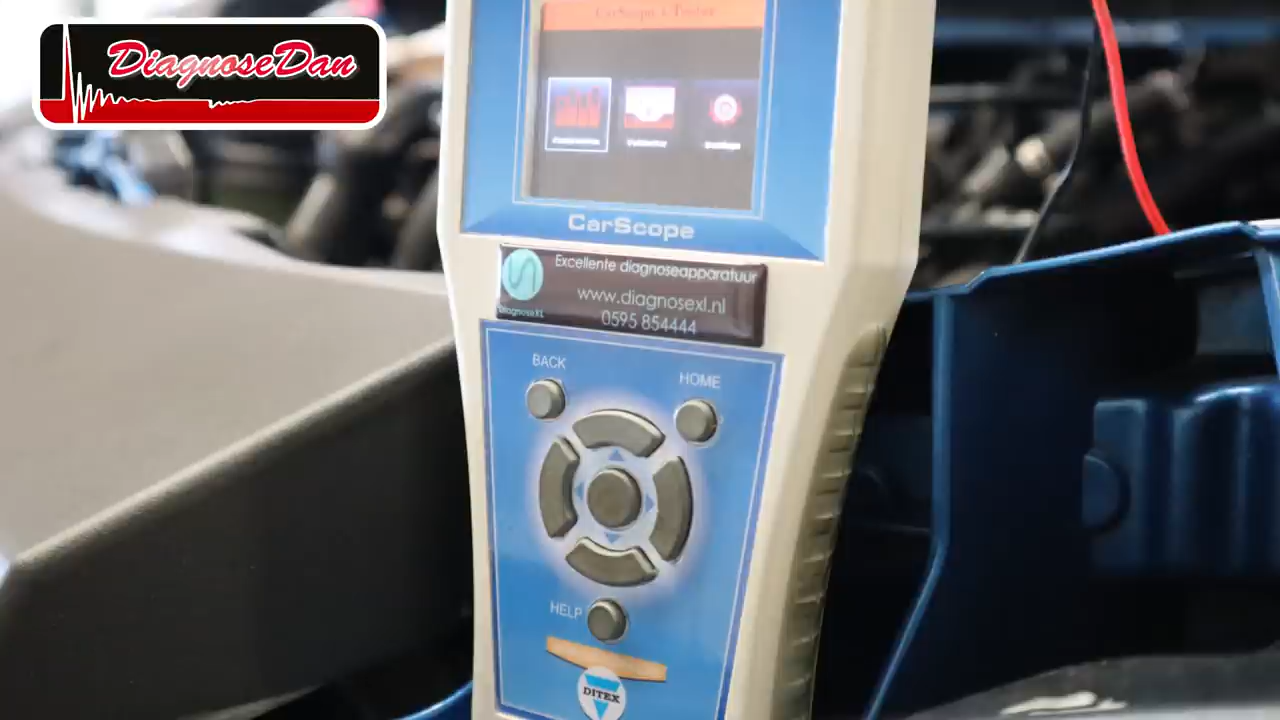 DiagnoseDan
CarScope
Excellente diagnoseapparatuur
www.diagnosexl.nl
DiagnoseXL
0595 854444
BACK
HOME
HELP
DITEX